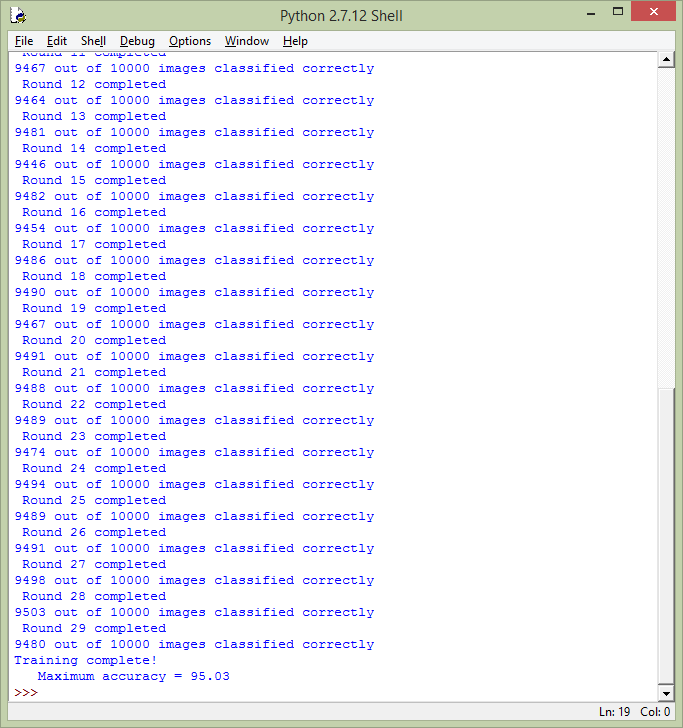 Python 2.7.12 Shell
File Edit Shell Debug Options Window Help
Round 11 completed
9467 out of 10000 images classified correctly
Round 12 completed
9464 out of 10000 images classified correctly
Round 13 completed
9481 out of 10000 images classified correctly
Round 14 completed
9446 out of 10000 images classified correctly
Round 15 completed
9482 out of 10000 images classified correctly
Round 16 completed
9454 out of 10000 images classified correctly
Round 17 completed
9486 out of 10000 images classified correctly
Round 18 completed
9490 out of 10000 images classified correctly
Round 19 completed
9467 out of 10000 images classified correctly
Round 20 completed
9491 out of 10000 images classified correctly
Round 21 completed
9488 out of 10000 images classified correctly
Round 22 completed
9489 out of 10000 images classified correctly
Round 23 completed
9474 out of 10000 images classified correctly
Round 24 completed
9494 out of 10000 images classified correctly
Round 25 completed
9489 out of 10000 images classified correctly
Round 26 completed
9491 out of 10000 images classified correctly
Round 27 completed
9498 out of 10000 images classified correctly
Round 28 completed
9503 out of 10000 images classified correctly
Round 29 completed
9480 out of 10000 images classified correctly
Training complete!
Maximum accuracy = 95.03
>>>
Ln: 19 Col: 0